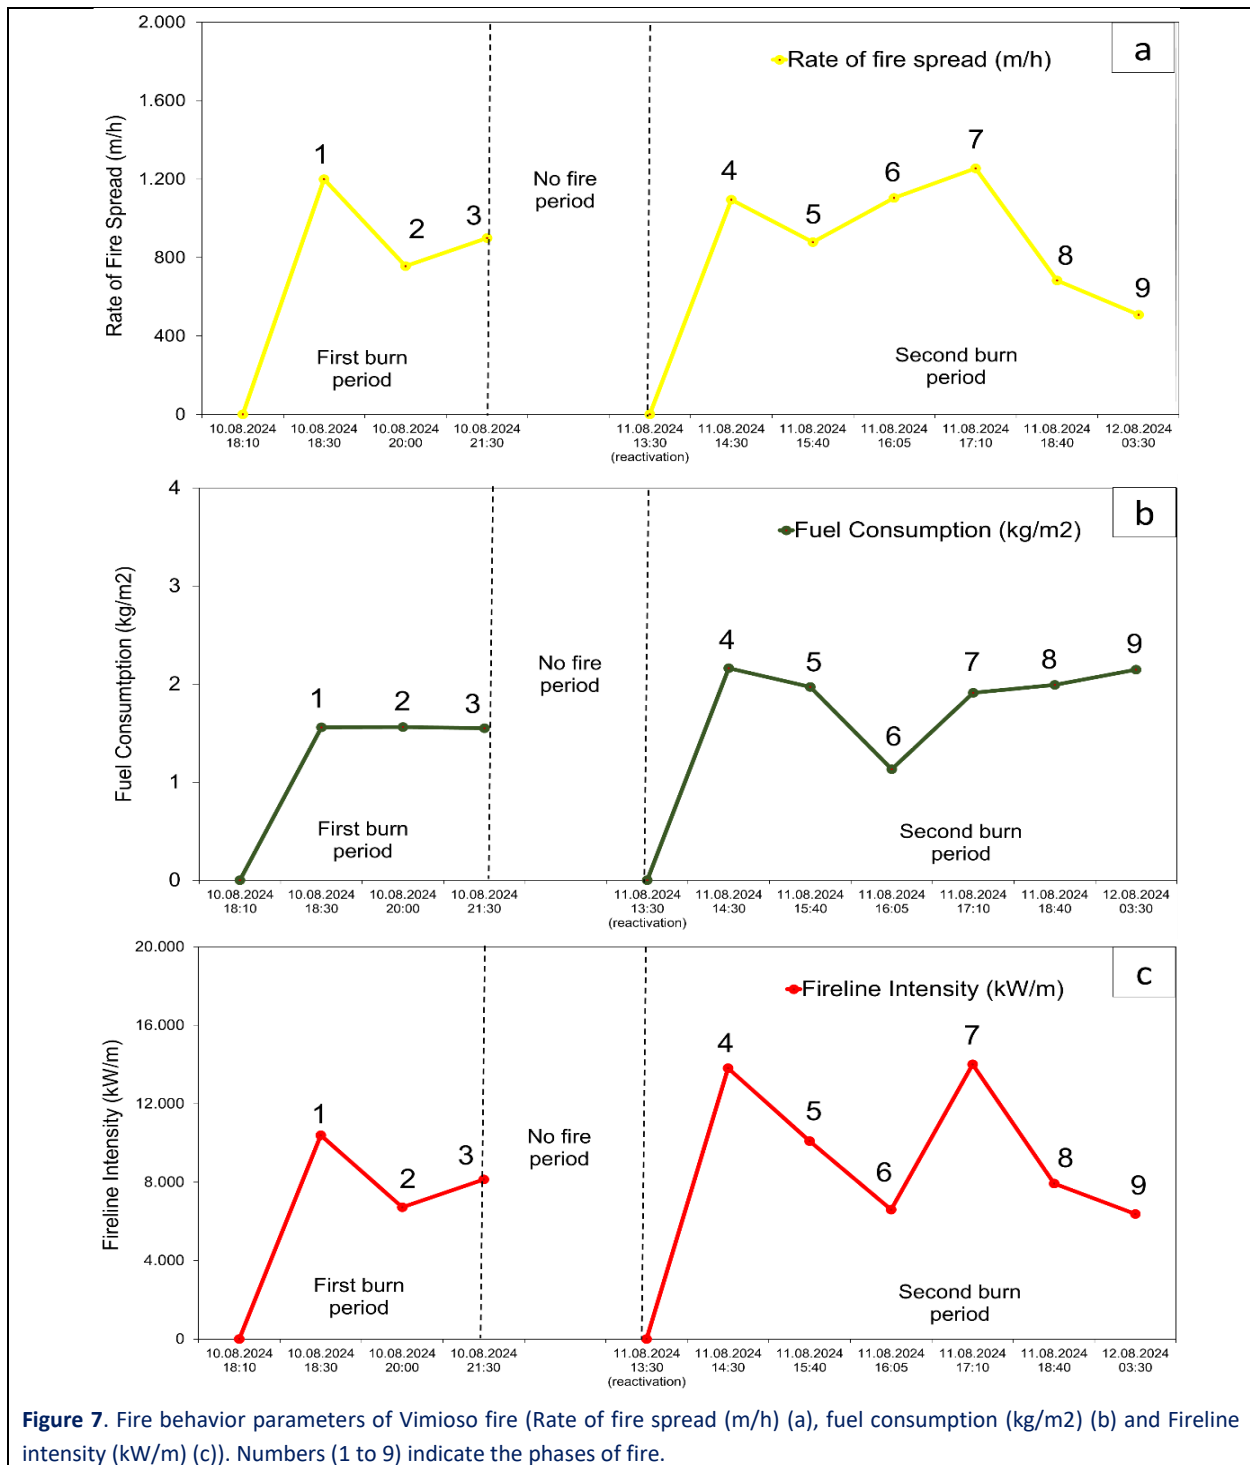 a
Rate of fire spread (m/h)
Rate of Fire Spread (m/h)
2.000
1.600
1.200
800
400
0
1
2
3
4
5
6
7
8
9
No fire
period
First burn
period
Second burn
period
10.08.2024 10.08.2024 10.08.2024 10.08.2024 11.08.2024 11.08.2024 11.08.2024 11.08.2024 11.08.2024 11.08.2024 12.08.2024
18:10 18:30 20:00 21:30 13:30 14:30 15:40 16:05 17:10 18:40 03:30
(reactivation)
b
Fuel Consumption (kg/m2)
Fuel Consumtption (kg/m2)
4
3
2
1
0
1
2
3
4
5
6
7
8
9
No fire
period
First burn
period
Second burn
period
10.08.2024 10.08.2024 10.08.2024 10.08.2024 11.08.2024 11.08.2024 11.08.2024 11.08.2024 11.08.2024 11.08.2024 12.08.2024
18:10 18:30 20:00 21:30 13:30 14:30 15:40 16:05 17:10 18:40 03:30
(reactivation)
c
Fireline Intensity (kW/m)
Fireline Intensity (kW/m)
20.000
16.000
12.000
8.000
4.000
0
1
2
3
4
5
6
7
8
9
No fire
period
First burn
period
Second burn
period
10.08.2024 10.08.2024 10.08.2024 10.08.2024 11.08.2024 11.08.2024 11.08.2024 11.08.2024 11.08.2024 11.08.2024 12.08.2024
18:10 18:30 20:00 21:30 13:30 14:30 15:40 16:05 17:10 18:40 03:30
(reactivation)
Figure 7. Fire behavior parameters of Vimioso fire (Rate of fire spread (m/h) (a), fuel consumption (kg/m2) (b) and Fireline
intensity (kW/m) (c)). Numbers (1 to 9) indicate the phases of fire.